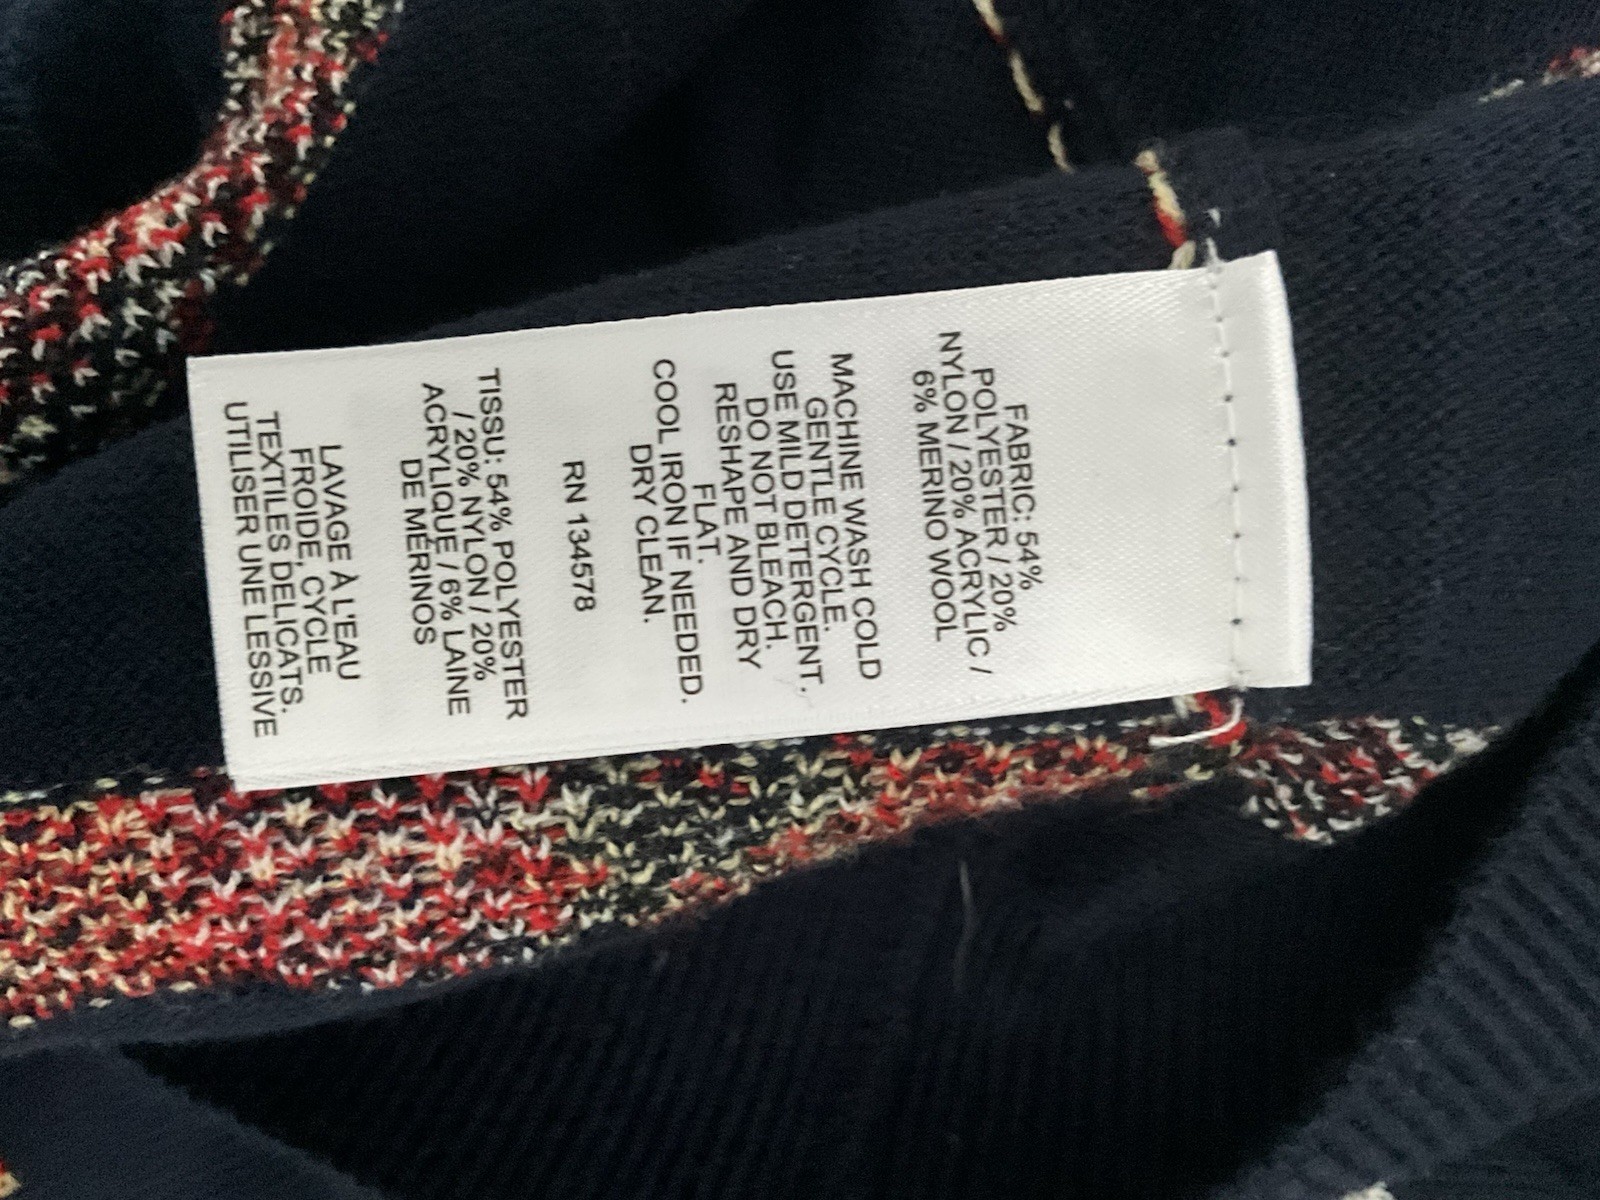 FABRIC: 54%
POLYESTER / 20%
NYLON / 20% ACRYLIC /
6% MERINO WOOL
MACHINE WASH COLD
GENTLE CYCLE.
USE MILD DETERGENT.
DO NOT BLEACH.
RESHAPE AND DRY
FLAT.
COOL IRON IF NEEDED.
DRY CLEAN.
RN 134578
TISSU: 54% POLYESTER
/ 20% NYLON / 20%
ACRYLIQUE / 6% LAINE
DE MÉRINOS
LAVAGE À L'EAU
FROIDE, CYCLE
TEXTILES DELICATS.
UTILISER UNE LESSIVE